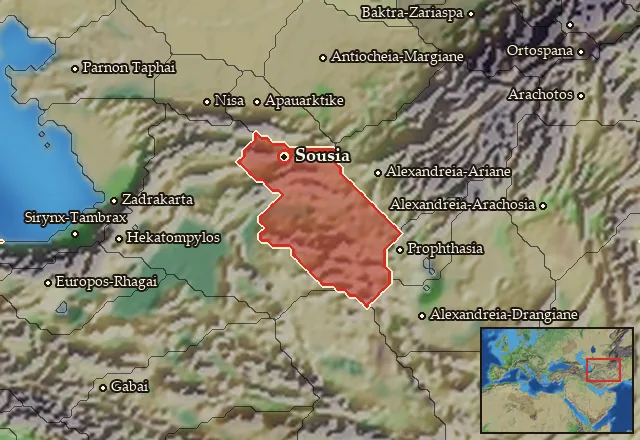 Baktra-Zariaspa
Ortospana
Antiocheia-Margiane
Parnon Taphai
Arachotos
Nisa
Apauarktike
Sousia
Alexandreia-Ariane
Zadrakarta
Alexandreia-Arachosia
Sirynx-Tambrax
Hekatompylos
Prophthasia
Europos-Rhagai
Alexandreia-Drangiane
Gabai